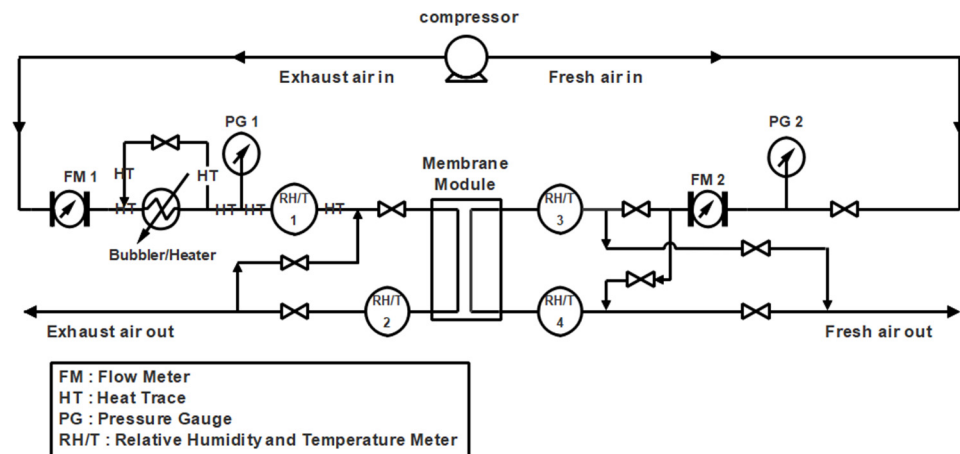 compressor
Exhaust air in
Fresh air in
PG 1
PG 2
HT
HT
FM 1
Membrane
Module
FM 2
HT
HT HT
RH/T
1
HT
RH/T
3
Bubbler/Heater
RH/T
2
RH/T
4
Exhaust air out
Fresh air out
FM : Flow Meter
HT : Heat Trace
PG : Pressure Gauge
RH/T : Relative Humidity and Temperature Meter